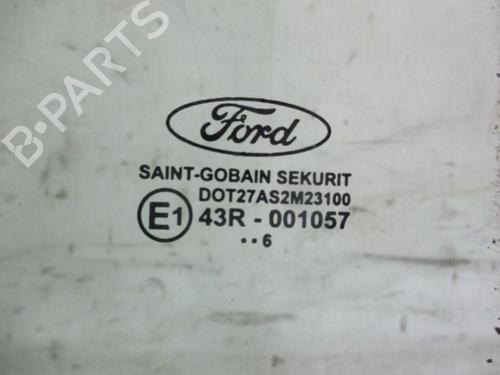 B-PARTS
Ford
SAINT-GOBAIN SEKURIT
DOT27AS2M23100
E1 43R - 001057
••6